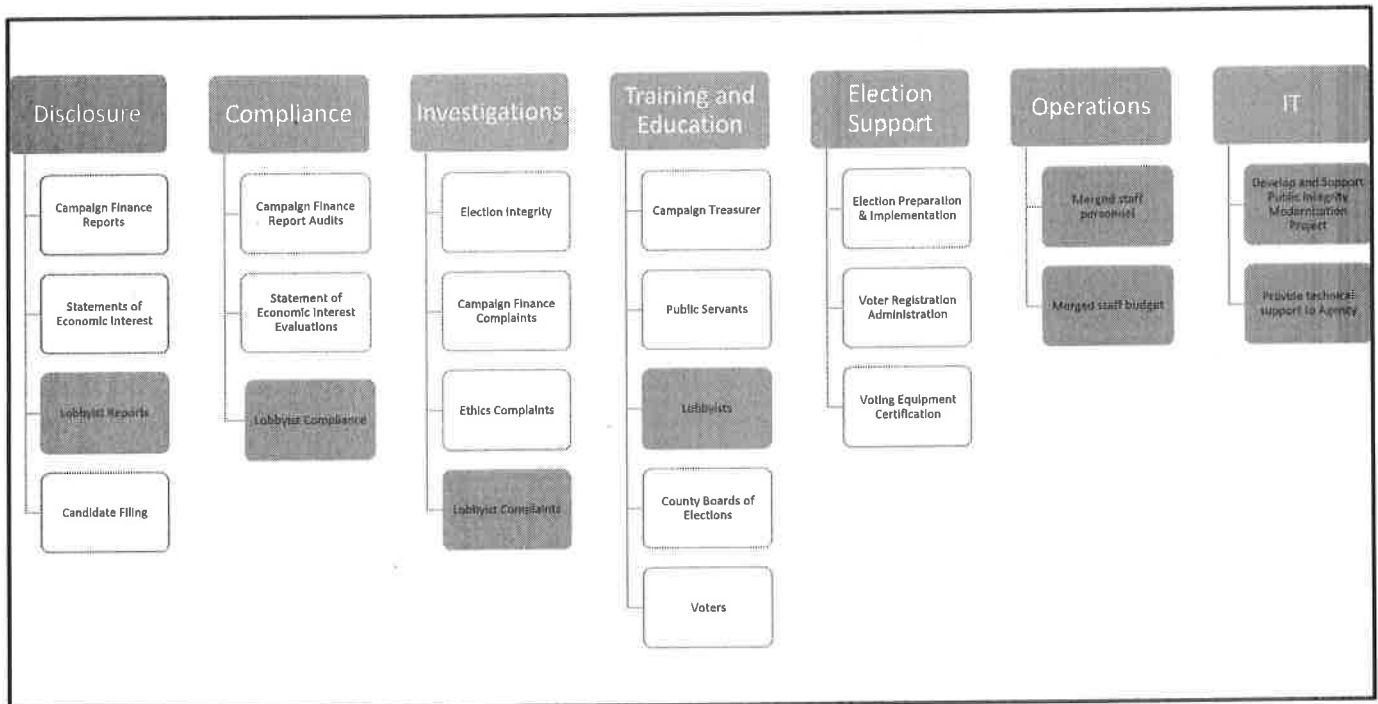 Disclosure
Campaign Finance
Reports
Statements of
Economic Interest
Lobbyist Reports
Candidate Filing
Compliance
Campaign Finance
Report Audits
Statement of
Economic Interest
Evaluations
Lobbyist Compliance
Investigations
Election Integrity
Campaign Finance
Complaints
Ethics Complaints
Lobbyist Complaints
Training and
Education
Campaign Treasurer
Public Servants
Lobbyists
County Boards of
Elections
Voters
Election
Support
Election Preparation
& Implementation
Voter Registration
Administration
Voting Equipment
Certification
Operations
Merged staff
personnel
Merged staff budget
IT
Develop and Support
Public Integrity
Modernization
Project
Provide technical
support to Agency